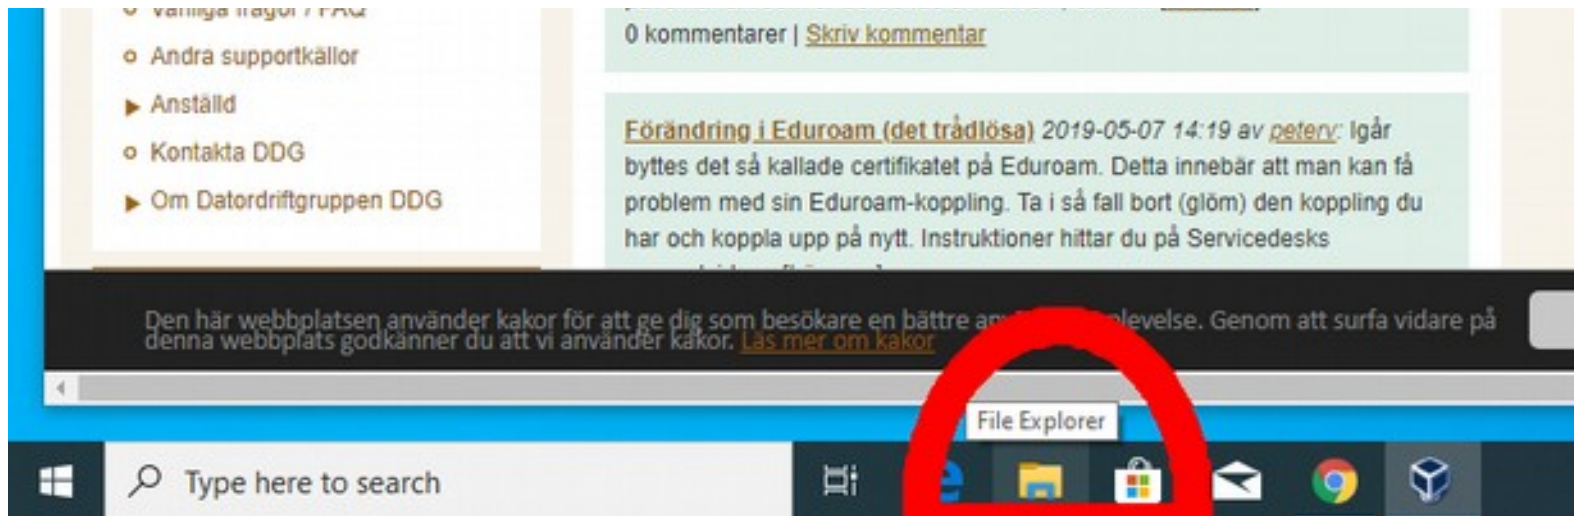 Vanliga frågor / FAQ
Andra supportkällor
Anställd
Kontakta DDG
Om Datordriftgruppen DDG
0 kommentarer | Skriv kommentar
Förändring i Eduroam (det trådlösa) 2019-05-07 14:19 av peterv: Igår
byttes det så kallade certifikatet på Eduroam. Detta innebär att man kan få
problem med sin Eduroam-koppling. Ta i så fall bort (glöm) den koppling du
har och koppla upp på nytt. Instruktioner hittar du på Servicedesks
Den här webbplatsen använder kakor för att ge dig som besökare en bättre Genom att surfa vidare på
denna webbplats godkänner du att vi använder kakor. Läs mer om kakor
File Explorer
Type here to search